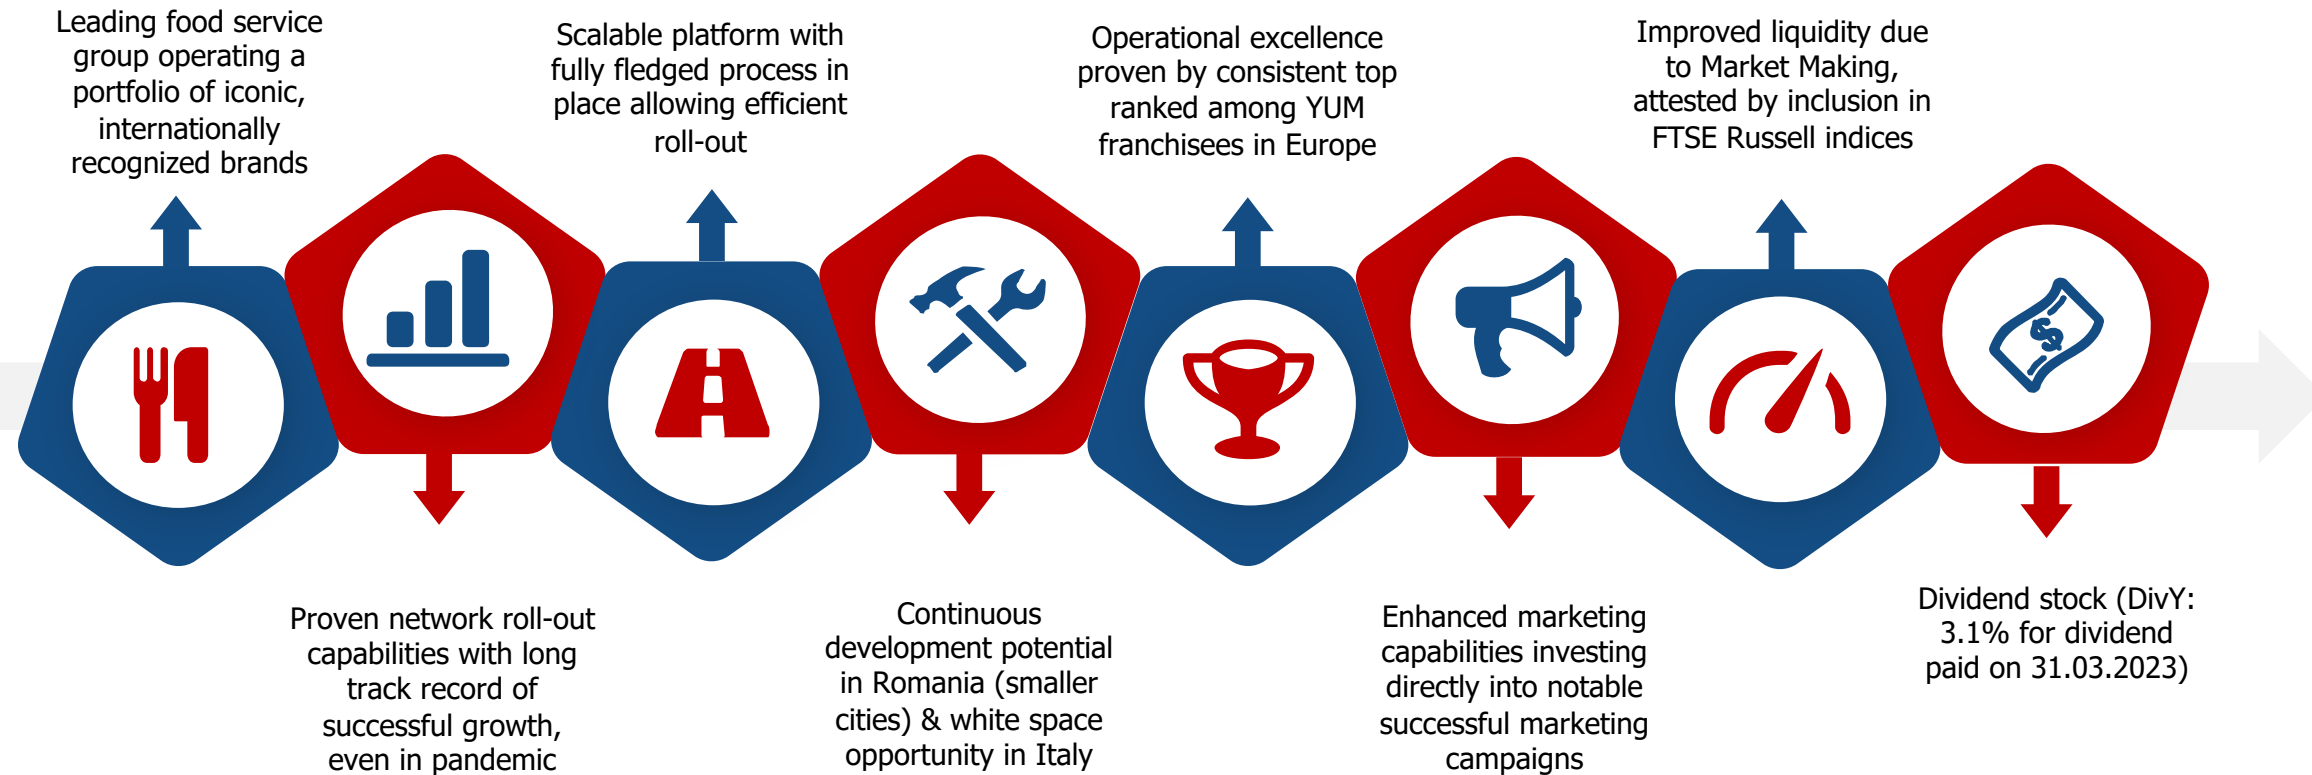 Leading food service
group operating a
portfolio of iconic,
internationally
recognized brands
Proven network roll-out
capabilities with long
track record of
successful growth,
even in pandemic
Scalable platform with
fully fledged process in
place allowing efficient
roll-out
Continuous
development potential
in Romania (smaller
cities) & white space
opportunity in Italy
Operational excellence
proven by consistent top
ranked among YUM
franchisees in Europe
Enhanced marketing
capabilities investing
directly into notable
successful marketing
campaigns
Improved liquidity due
to Market Making,
attested by inclusion in
FTSE Russell indices
$
Dividend stock (DivY:
3.1% for dividend
paid on 31.03.2023)